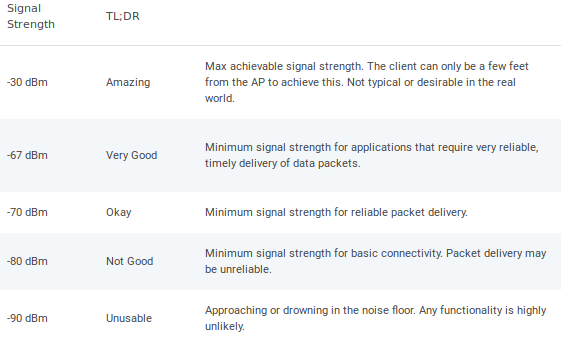 Signal
Strength
TL;DR
-30 dBm
Amazing
Max achievable signal strength. The client can only be a few feet
from the AP to achieve this. Not typical or desirable in the real
world.
-67 dBm
Very Good
Minimum signal strength for applications that require very reliable,
timely delivery of data packets.
-70 dBm
Okay
Minimum signal strength for reliable packet delivery.
-80 dBm
Not Good
Minimum signal strength for basic connectivity. Packet delivery may
be unreliable.
-90 dBm
Unusable
Approaching or drowning in the noise floor. Any functionality is highly
unlikely.